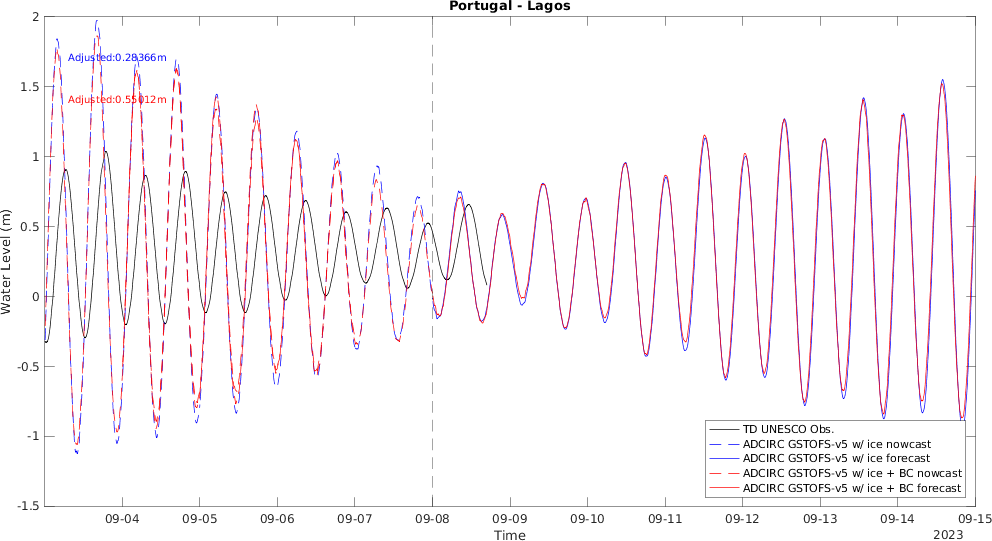 Portugal - Lagos
Adjusted:0.28366m
Adjusted:0.55012m
Water Level (m)
2
1.5
1
0.5
0
-0.5
-1
-1.5
TD UNESCO Obs.
ADCIRC GSTOFS-v5 w/ ice nowcast
ADCIRC GSTOFS-v5 w/ ice forecast
ADCIRC GSTOFS-v5 w/ ice + BC nowcast
ADCIRC GSTOFS-v5 w/ ice + BC forecast
09-04 09-05 09-06 09-07 09-08 09-09 09-10 09-11 09-12 09-13 09-14 09-15
Time
2023